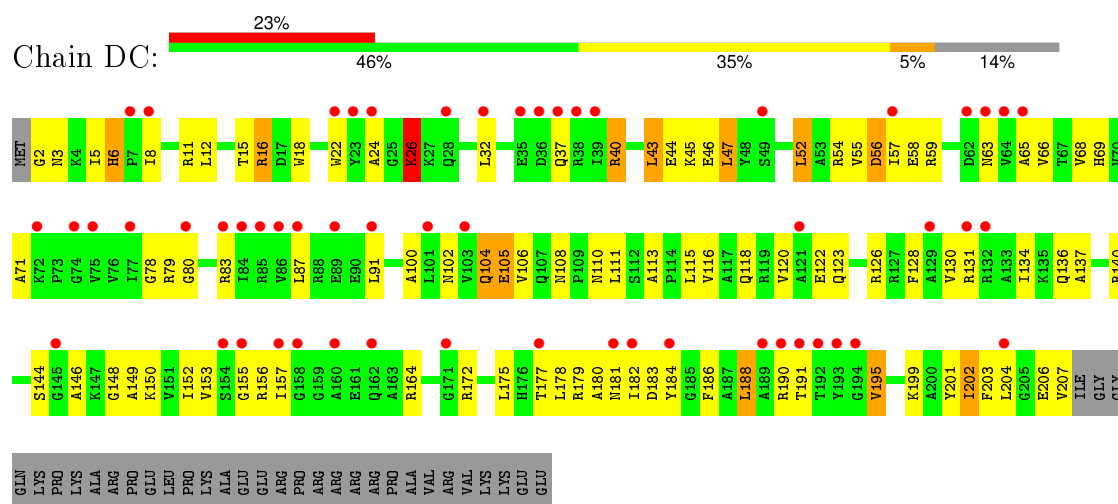 23%
Chain DC:
46% 35% 5% 14%
MET G2 N3 K4 I5 H6 P7 I8 R11 L12 T15 R16 D17 W18 W22 Y23 A24 G25 K26 K27 Q28 L32 E35 D36 Q37 R38 I39 R40 L43 E44 K45 E46 L47 Y48 S49 L52 A53 R54 V55 D56 I57 E58 R59 D62 N63 V64 A65 V66 T67 V68 H69 V70
A71 K72 P73 G74 V75 V76 I77 G78 R79 G80 R83 I84 R85 V86 L87 R88 E89 E90 L91 A100 L101 N102 V103 Q104 E105 V106 Q107 N108 P109 N110 L111 S112 A113 P114 L115 V116 A117 Q118 R119 V120 A121 E122 Q123 R126 R127 F128 A129 V130 R131 R132 A133 I134 K135 Q136 A137 R140
S144 G145 A146 K147 G148 A149 K150 V151 I152 V153 S154 G155 R156 I157 G158 G159 A160 E161 Q162 A163 R164 G171 R172 L175 H176 T177 L178 R179 A180 N181 I182 D183 Y184 G185 F186 A187 L188 A189 R190 T191 T192 Y193 G194 V195 K199 A200 Y201 I202 F203 L204 G205 E206 V207 ILE GLY GLY
GLN LYS PRO LYS ALA ARG PRO GLU LEU PRO LYS ALA GLU GLU ARG PRO ARG ARG ARG ARG PRO ALA VAL ARG VAL LYS LYS GLU GLU